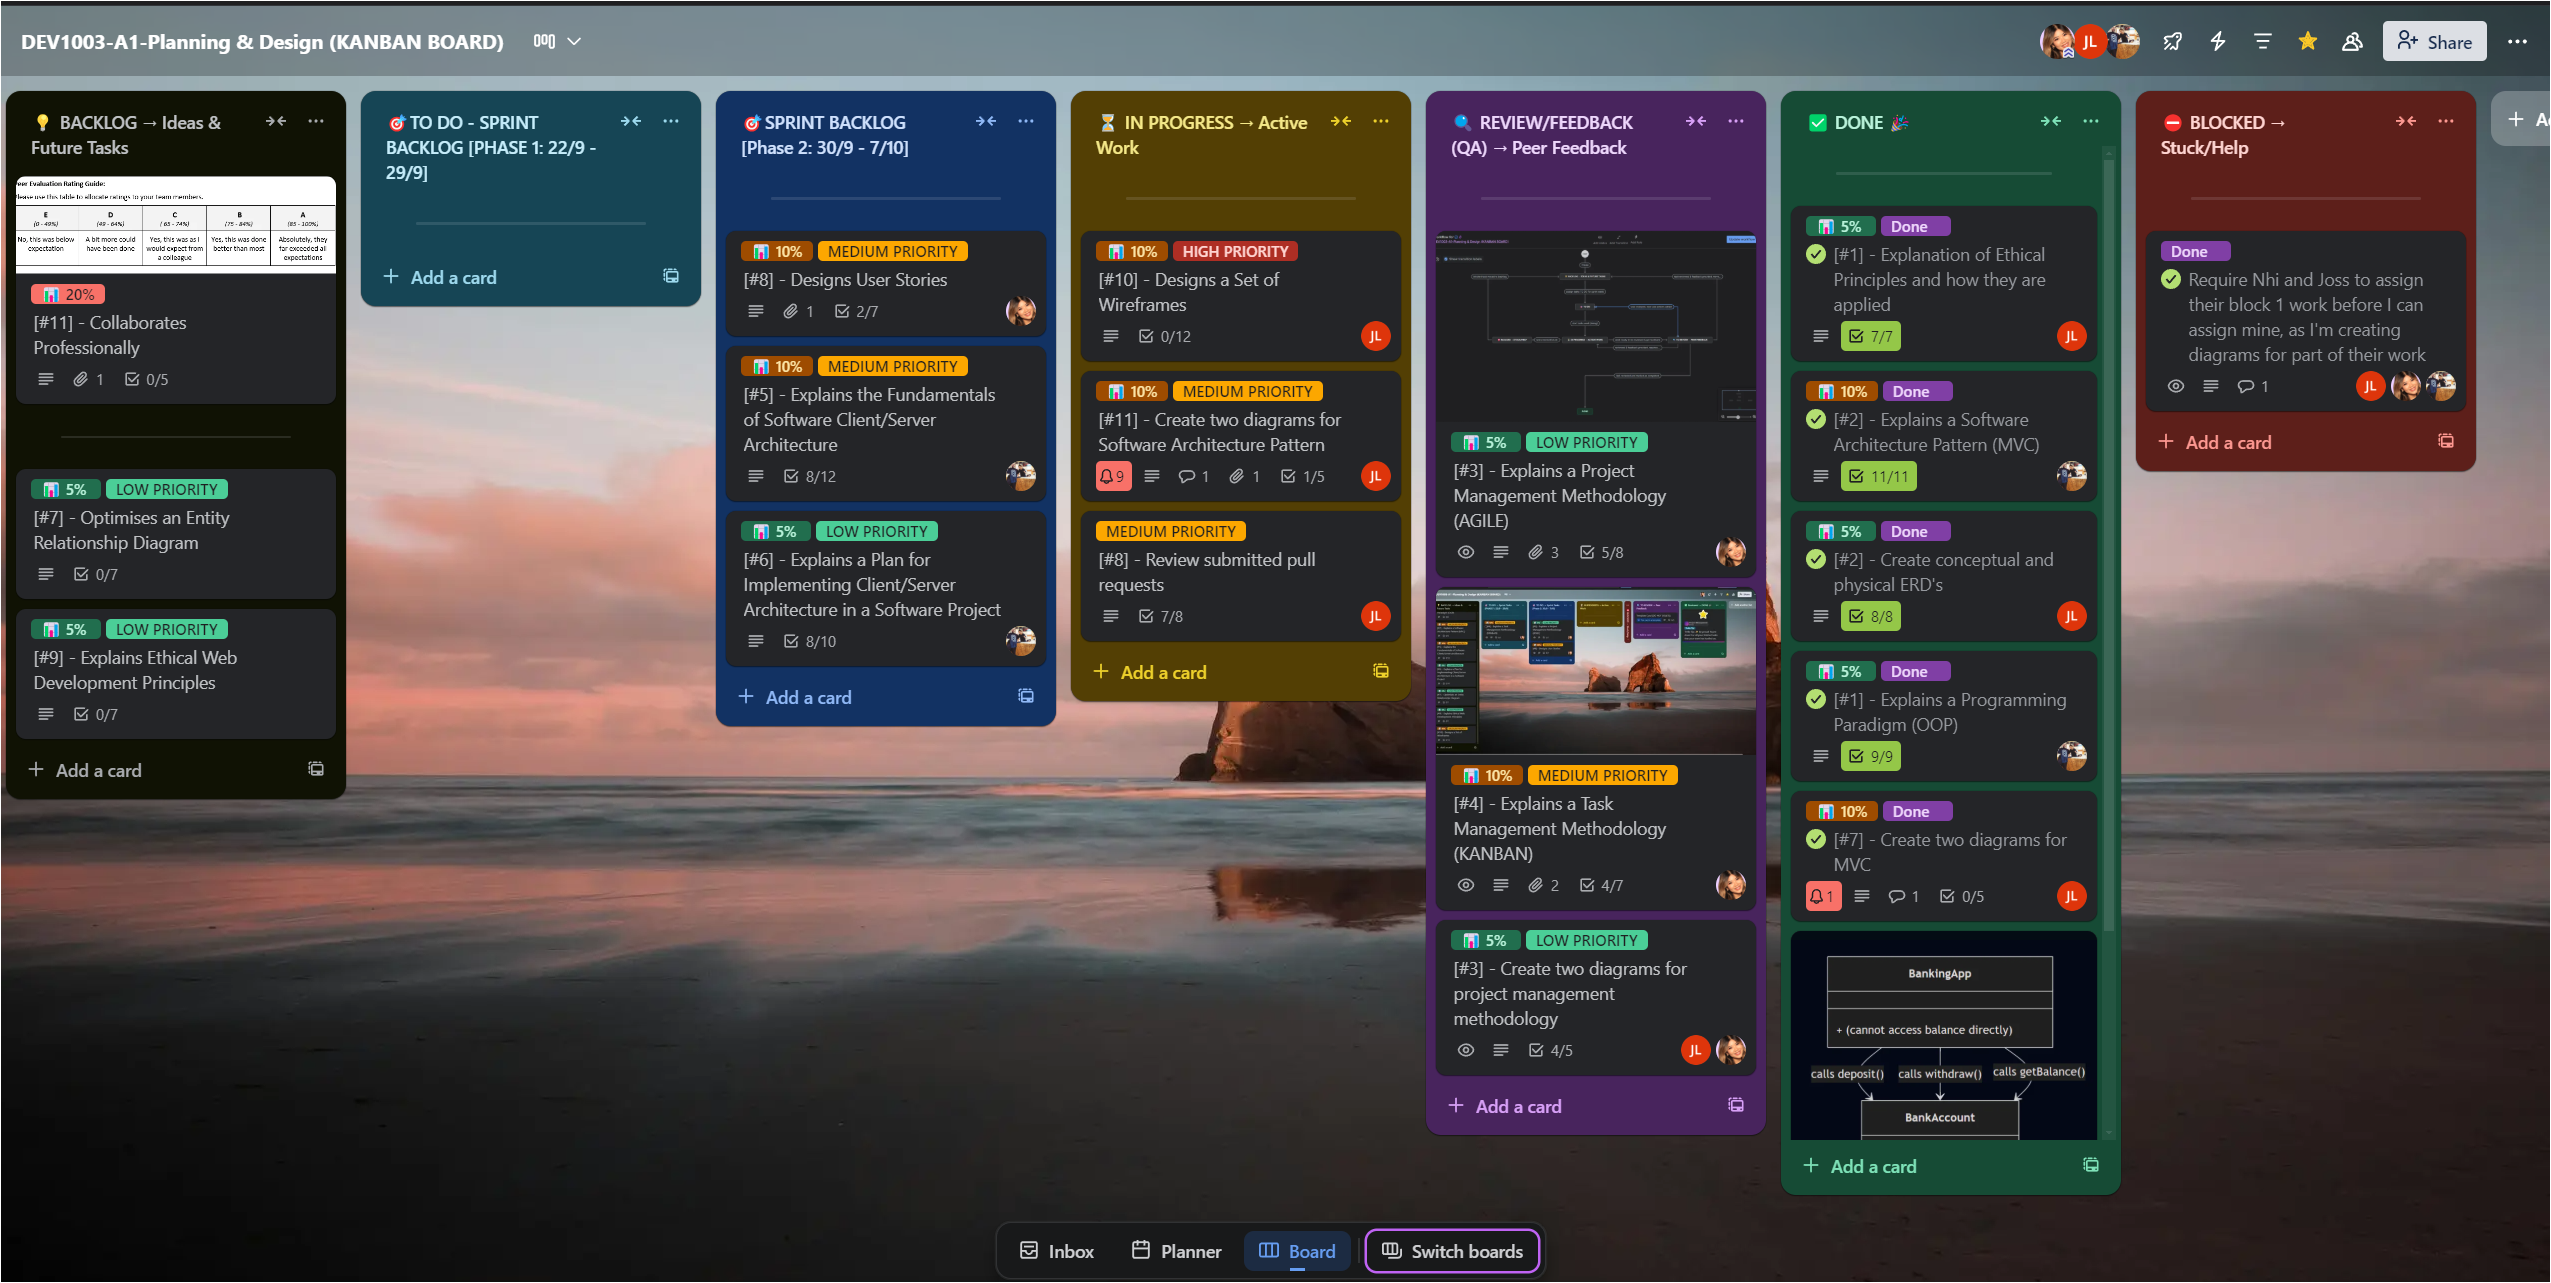 DEV1003-A1-Planning & Design (KANBAN BOARD)
JL
Share
💡 BACKLOG → Ideas &
Future Tasks
Peer Evaluation Rating Guide:
Please use this table to allocate ratings to your team members.
E
D
C
B
A
(0 - 49%)
(49 - 64%)
(65 - 74%)
(75 - 84%)
(85 - 100%)
No, this was below
expectation
A bit more could
have been done
Yes, this was as I
would expect from
a colleague
Yes, this was done
better than most
Absolutely, they
far exceeded all
expectations
20%
[#11] - Collaborates
Professionally
1
0/5
5%
LOW PRIORITY
[#7] - Optimises an Entity
Relationship Diagram
0/7
5%
LOW PRIORITY
[#9] - Explains Ethical Web
Development Principles
0/7
+ Add a card
🎯 TO DO - SPRINT
BACKLOG [PHASE 1: 22/9 -
29/9]
+ Add a card
🎯 SPRINT BACKLOG
[Phase 2: 30/9 - 7/10]
10%
MEDIUM PRIORITY
[#8] - Designs User Stories
1
2/7
10%
MEDIUM PRIORITY
[#5] - Explains the Fundamentals
of Software Client/Server
Architecture
8/12
5%
LOW PRIORITY
[#6] - Explains a Plan for
Implementing Client/Server
Architecture in a Software Project
8/10
+ Add a card
⏳ IN PROGRESS → Active
Work
10%
HIGH PRIORITY
[#10] - Designs a Set of
Wireframes
0/12
JL
10%
MEDIUM PRIORITY
[#11] - Create two diagrams for
Software Architecture Pattern
9
1
1
1/5
JL
MEDIUM PRIORITY
[#8] - Review submitted pull
requests
7/8
JL
+ Add a card
🔍 REVIEW/FEEDBACK
(QA) → Peer Feedback
5%
LOW PRIORITY
[#3] - Explains a Project
Management Methodology
(AGILE)
3
5/8
10%
MEDIUM PRIORITY
[#4] - Explains a Task
Management Methodology
(KANBAN)
2
4/7
5%
LOW PRIORITY
[#3] - Create two diagrams for
project management
methodology
4/5
JL
+ Add a card
✅ DONE 🎉
5%
Done
[#1] - Explanation of Ethical
Principles and how they are
applied
7/7
JL
10%
Done
[#2] - Explains a Software
Architecture Pattern (MVC)
11/11
5%
Done
[#2] - Create conceptual and
physical ERD's
8/8
JL
5%
Done
[#1] - Explains a Programming
Paradigm (OOP)
9/9
10%
Done
[#7] - Create two diagrams for
MVC
1
1
0/5
JL
BankingApp
+ (cannot access balance directly)
calls deposit()
calls withdraw()
calls getBalance()
BankAccount
+ Add a card
⛔ BLOCKED →
Stuck/Help
Done
Require Nhi and Joss to assign
their block 1 work before I can
assign mine, as I'm creating
diagrams for part of their work
1
JL
+ Add a card
Inbox
Planner
Board
Switch boards